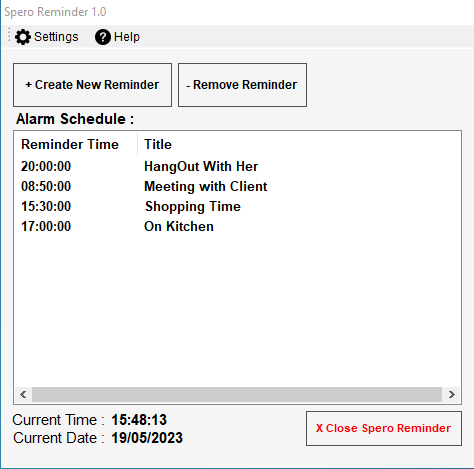 Spero Reminder 1.0
Settings Help
+ Create New Reminder - Remove Reminder
Alarm Schedule :
Reminder Time Title
20:00:00 HangOut With Her
08:50:00 Meeting with Client
15:30:00 Shopping Time
17:00:00 On Kitchen
Current Time : 15:48:13
Current Date : 19/05/2023
X Close Spero Reminder